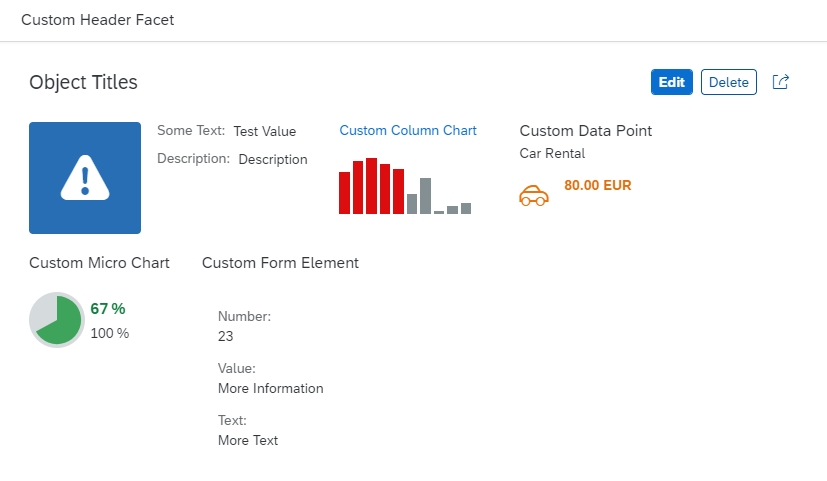 Custom Header Facet
Object Titles
Edit
Delete
Some Text: Test Value
Description: Description
Custom Column Chart
Custom Data Point
Car Rental
80.00 EUR
Custom Micro Chart
67 %
100 %
Custom Form Element
Number:
23
Value:
More Information
Text:
More Text